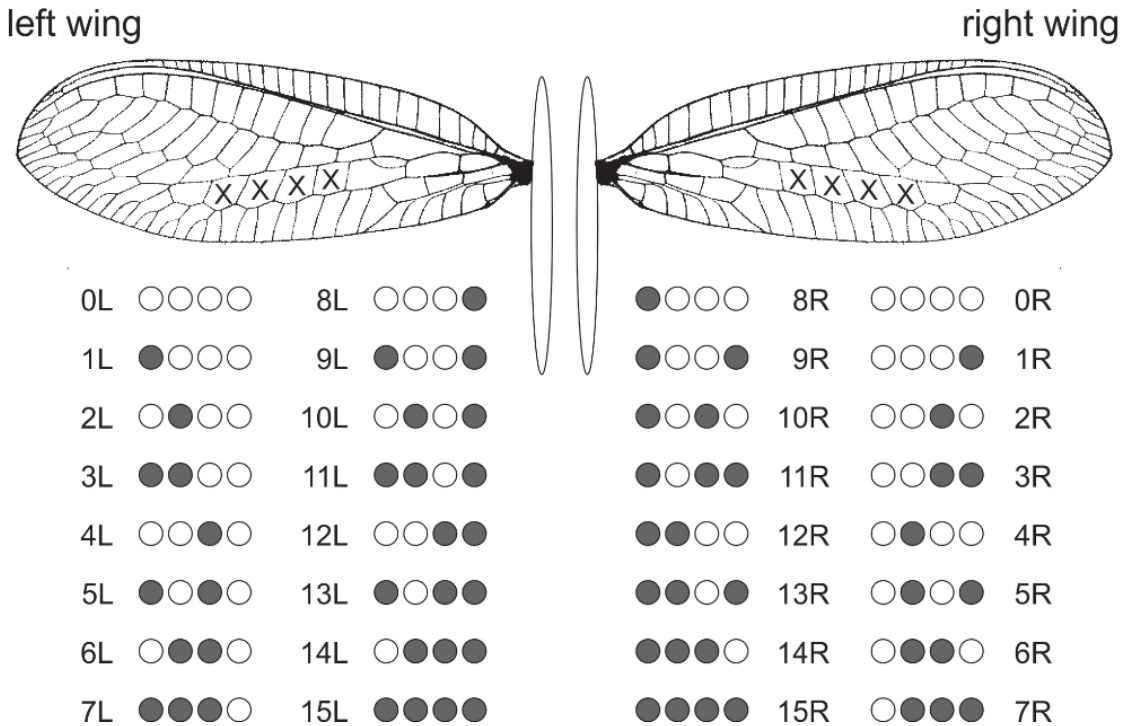 left wing right wing
X X X X X X X X
0L 8L 8R 0R
1L 9L 9R 1R
2L 10L 10R 2R
3L 11L 11R 3R
4L 12L 12R 4R
5L 13L 13R 5R
6L 14L 14R 6R
7L 15L 15R 7R